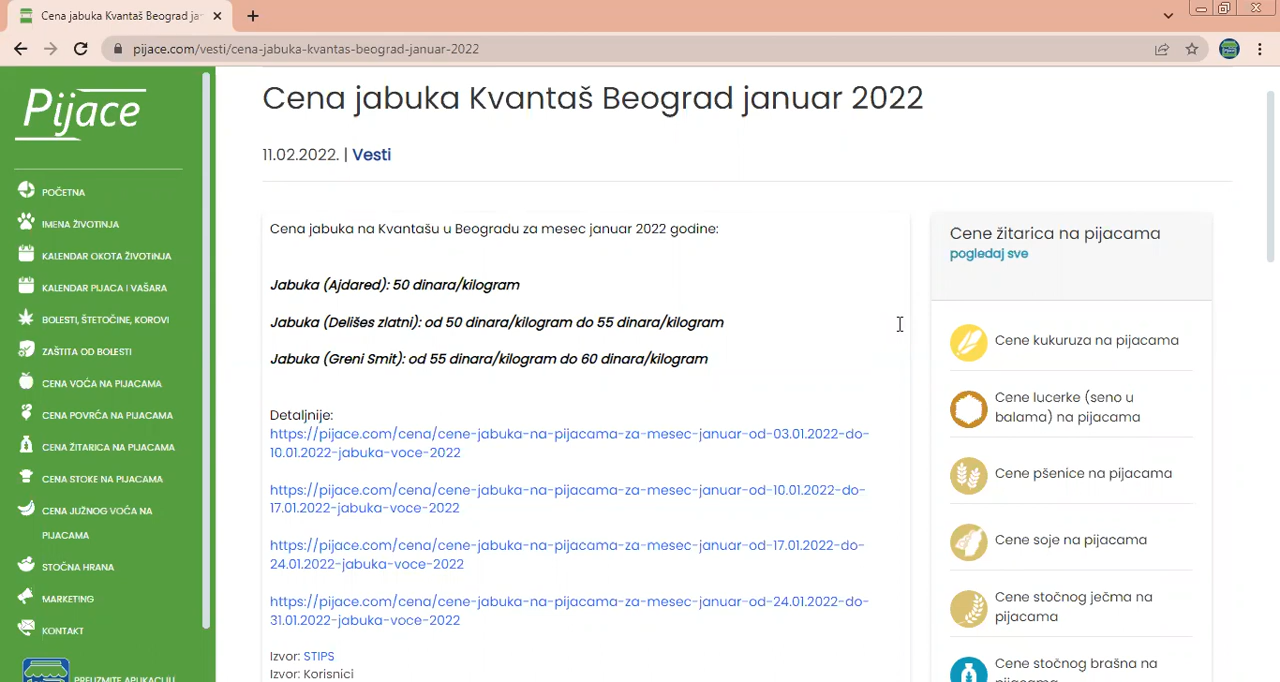 Cena jabuka Kvantaš Beograd ja
pijace.com/vesti/cena-jabuka-kvantas-beograd-januar-2022
Pijace
POČETNA
IMENA ŽIVOTINJA
KALENDAR OKOTA ŽIVOTINJA
KALENDAR PIJACA I VAŠARA
BOLESTI, ŠTETOČINE, KOROVI
ZAŠTITA OD BOLESTI
CENA VOĆA NA PIJACAMA
CENA POVRĆA NA PIJACAMA
CENA ŽITARICA NA PIJACAMA
CENA STOKE NA PIJACAMA
CENA JUŽNOG VOĆA NA
PIJACAMA
STOČNA HRANA
MARKETING
KONTAKT
PREUZMITE APLIKACIJU
Cena jabuka Kvantaš Beograd januar 2022
11.02.2022. | Vesti
Cena jabuka na Kvantašu u Beogradu za mesec januar 2022 godine:
Jabuka (Ajdared): 50 dinara/kilogram
Jabuka (Delišes zlatni): od 50 dinara/kilogram do 55 dinara/kilogram
Jabuka (Greni Smit): od 55 dinara/kilogram do 60 dinara/kilogram
Detaljnije:
https://pijace.com/cena/cene-jabuka-na-pijacama-za-mesec-januar-od-03.01.2022-do-
10.01.2022-jabuka-voce-2022
https://pijace.com/cena/cene-jabuka-na-pijacama-za-mesec-januar-od-10.01.2022-do-
17.01.2022-jabuka-voce-2022
https://pijace.com/cena/cene-jabuka-na-pijacama-za-mesec-januar-od-17.01.2022-do-
24.01.2022-jabuka-voce-2022
https://pijace.com/cena/cene-jabuka-na-pijacama-za-mesec-januar-od-24.01.2022-do-
31.01.2022-jabuka-voce-2022
Izvor: STIPS
Izvor: Korisnici
Cene žitarica na pijacama
pogledaj sve
Cene kukuruza na pijacama
Cene lucerke (seno u
balama) na pijacama
Cene pšenice na pijacama
Cene soje na pijacama
Cene stočnog ječma na
pijacama
Cene stočnog brašna na
pijacama